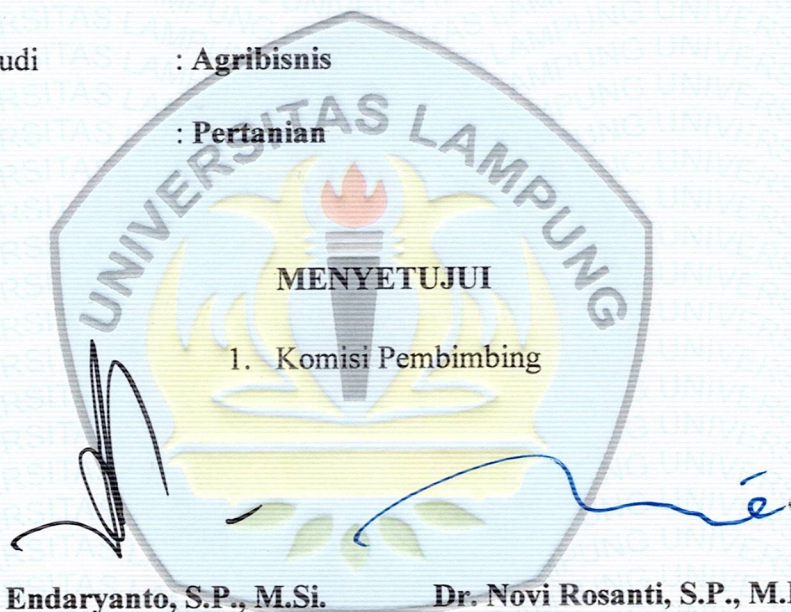 udi : Agribisnis
: Pertanian
UNIVERSITAS LAMPUNG
MENYETUJUI
1. Komisi Pembimbing
Endaryanto, S.P., M.Si. Dr. Novi Rosanti, S.P., M.